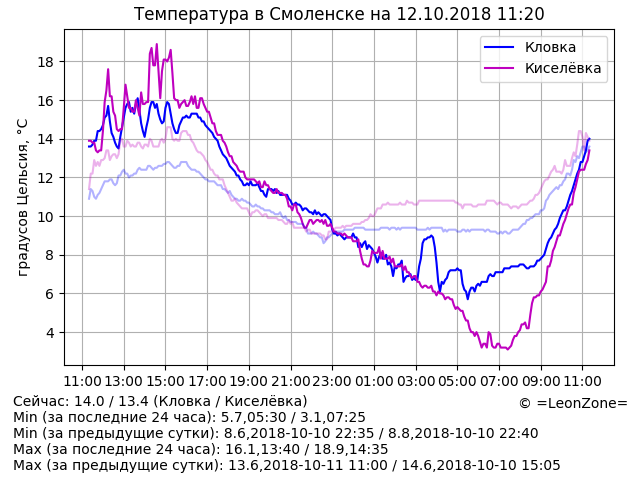 Температура в Смоленске на 12.10.2018 11:20
градусов Цельсия, °C
18
16
14
12
10
8
6
4
Кловка
Киселёвка
11:00 13:00 15:00 17:00 19:00 21:00 23:00 01:00 03:00 05:00 07:00 09:00 11:00
Сейчас: 14.0 / 13.4 (Кловка / Киселёвка)
© =LeonZone=
Min (за последние 24 часа): 5.7,05:30 / 3.1,07:25
Min (за предыдущие сутки): 8.6,2018-10-10 22:35 / 8.8,2018-10-10 22:40
Max (за последние 24 часа): 16.1,13:40 / 18.9,14:35
Max (за предыдущие сутки): 13.6,2018-10-11 11:00 / 14.6,2018-10-10 15:05